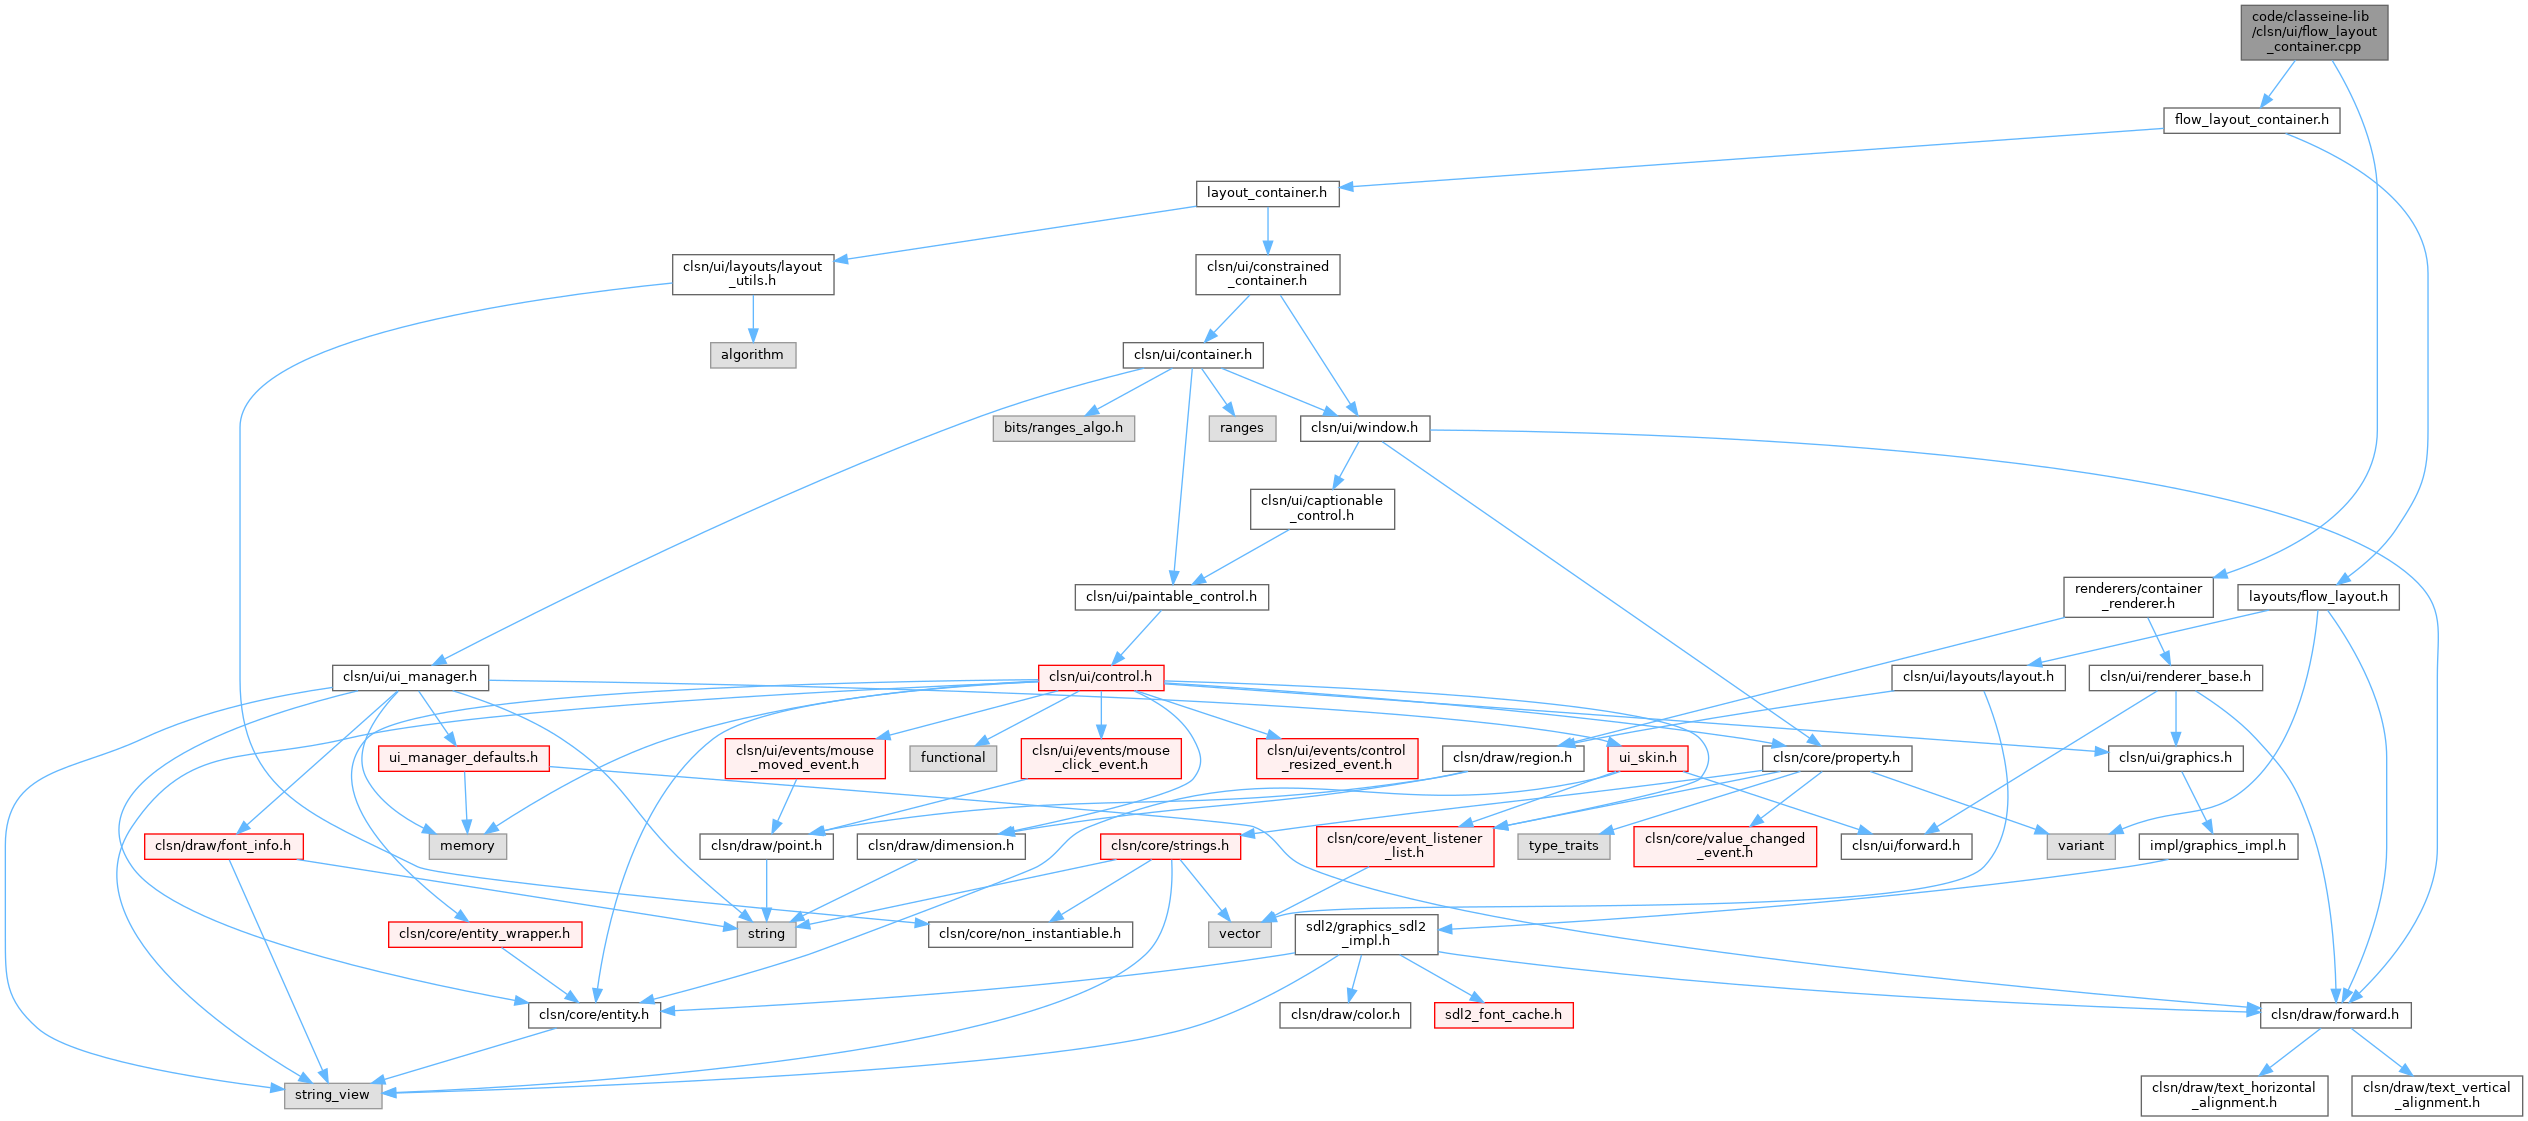 code/classeine-lib
/clsn/ui/flow_layout
_container.cpp
flow_layout_container.h
layout_container.h
clsn/ui/layouts/layout
_utils.h
clsn/ui/constrained
_container.h
algorithm
clsn/ui/container.h
bits/ranges_algo.h
ranges
clsn/ui/window.h
clsn/ui/captionable
_control.h
clsn/ui/paintable_control.h
renderers/container
_renderer.h
layouts/flow_layout.h
clsn/ui/ui_manager.h
clsn/ui/control.h
clsn/ui/layouts/layout.h
clsn/ui/renderer_base.h
ui_manager_defaults.h
clsn/ui/events/mouse
_moved_event.h
functional
clsn/ui/events/mouse
_click_event.h
clsn/ui/events/control
_resized_event.h
clsn/draw/region.h
ui_skin.h
clsn/core/property.h
clsn/ui/graphics.h
clsn/draw/font_info.h
memory
clsn/draw/point.h
clsn/draw/dimension.h
clsn/core/strings.h
clsn/core/event_listener
_list.h
type_traits
clsn/core/value_changed
_event.h
clsn/ui/forward.h
variant
impl/graphics_impl.h
clsn/core/entity_wrapper.h
string
clsn/core/non_instantiable.h
vector
sdl2/graphics_sdl2
_impl.h
clsn/core/entity.h
clsn/draw/color.h
sdl2_font_cache.h
clsn/draw/forward.h
string_view
clsn/draw/text_horizontal
_alignment.h
clsn/draw/text_vertical
_alignment.h